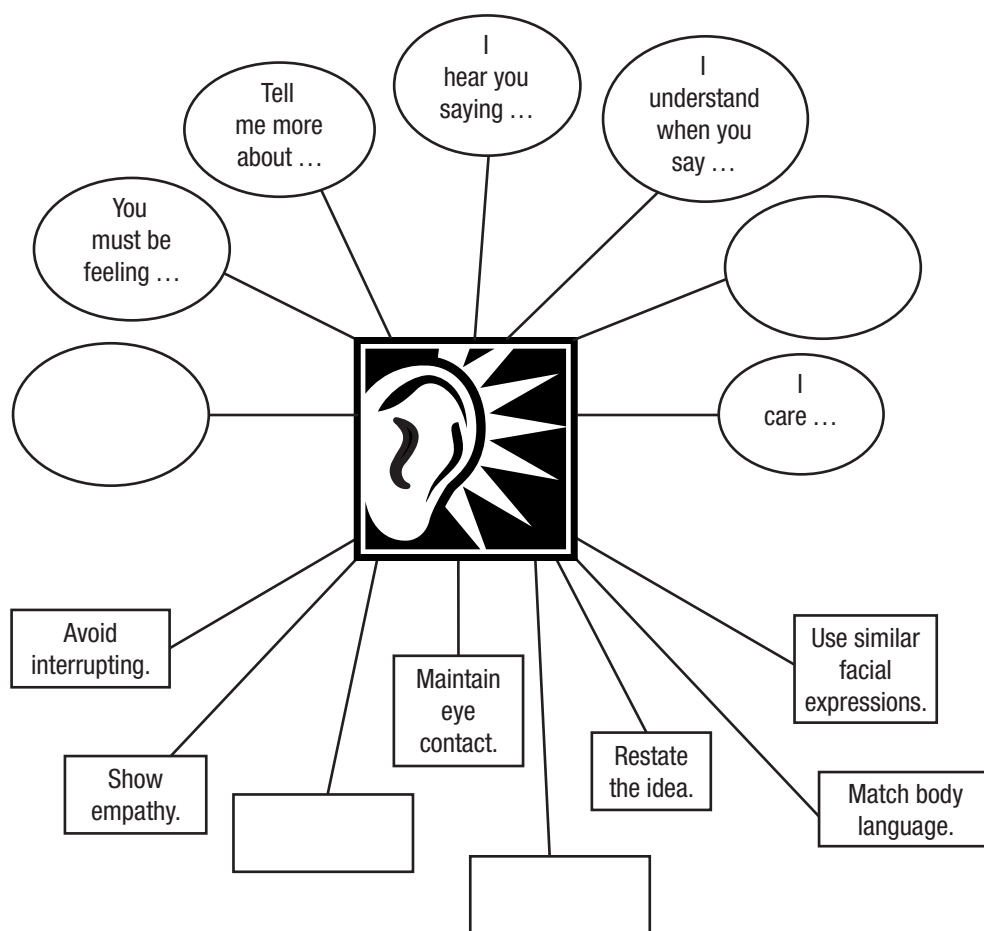 I
hear you
saying …
I
understand
when you
say …
Tell
me more
about …
You
must be
feeling …
I
care …
Avoid
interrupting.
Use similar
facial
expressions.
Maintain
eye
contact.
Restate
the idea.
Show
empathy.
Match body
language.